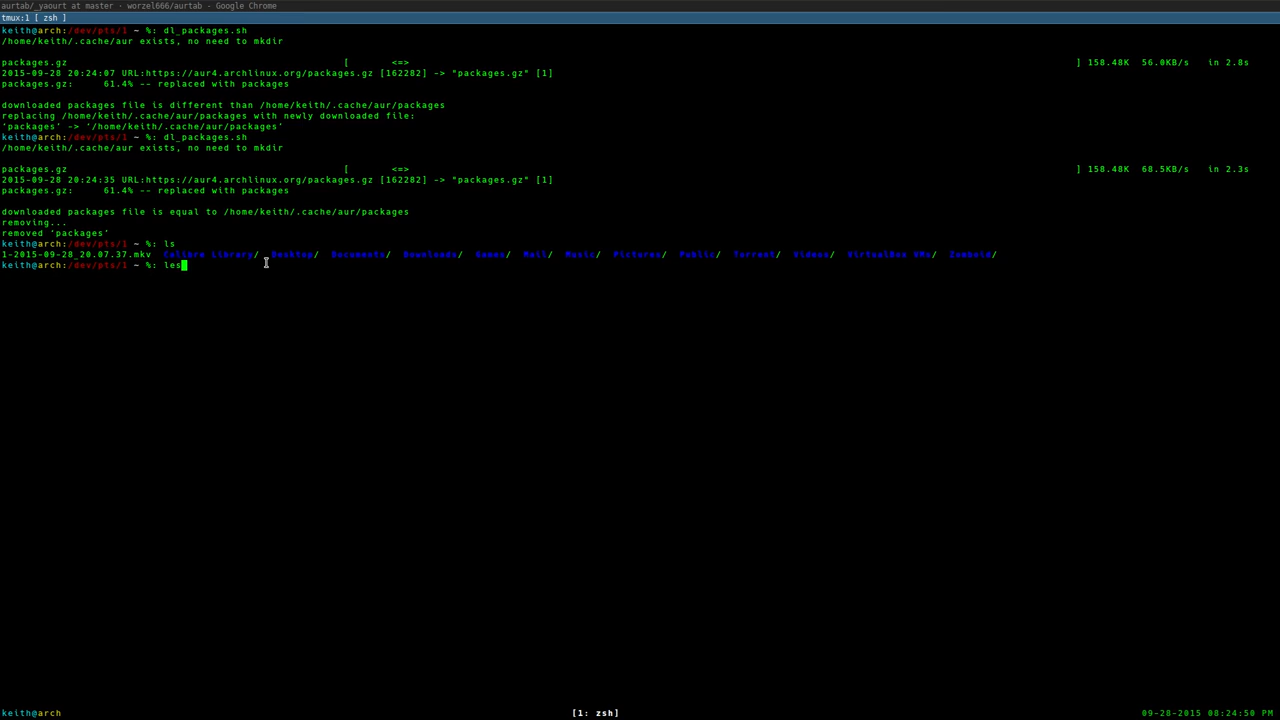 aurtab/_yaourt at master · worzel666/aurtab - Google Chrome
tmux:1 [ zsh ]
keith@arch:/dev/pts/1 ~ %: dl_packages.sh
/home/keith/.cache/aur exists, no need to mkdir
packages.gz [ <=> ] 158.48K 56.0KB/s in 2.8s
2015-09-28 20:24:07 URL:https://aur4.archlinux.org/packages.gz [162282] -> "packages.gz" [1]
packages.gz: 61.4% -- replaced with packages
downloaded packages file is different than /home/keith/.cache/aur/packages
replacing /home/keith/.cache/aur/packages with newly downloaded file:
‘packages’ -> ‘/home/keith/.cache/aur/packages’
keith@arch:/dev/pts/1 ~ %: dl_packages.sh
/home/keith/.cache/aur exists, no need to mkdir
packages.gz [ <=> ] 158.48K 68.5KB/s in 2.3s
2015-09-28 20:24:35 URL:https://aur4.archlinux.org/packages.gz [162282] -> "packages.gz" [1]
packages.gz: 61.4% -- replaced with packages
downloaded packages file is equal to /home/keith/.cache/aur/packages
removing...
removed ‘packages’
keith@arch:/dev/pts/1 ~ %: ls
1-2015-09-28_20.07.37.mkv Calibre Library/ Desktop/ Documents/ Downloads/ Games/ Mail/ Music/ Pictures/ Public/ Torrent/ Videos/ VirtualBox VMs/ Zomboid/
keith@arch:/dev/pts/1 ~ %: les
keith@arch [1: zsh] 09-28-2015 08:24:50 PM